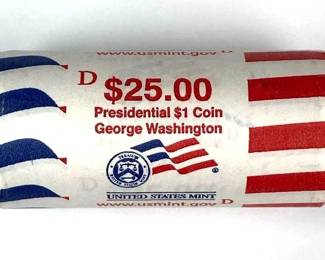 www.usmint.gov D
D
$25.00
Presidential $1 Coin
George Washington
UNITED STATES MINT
www.usmint.gov D